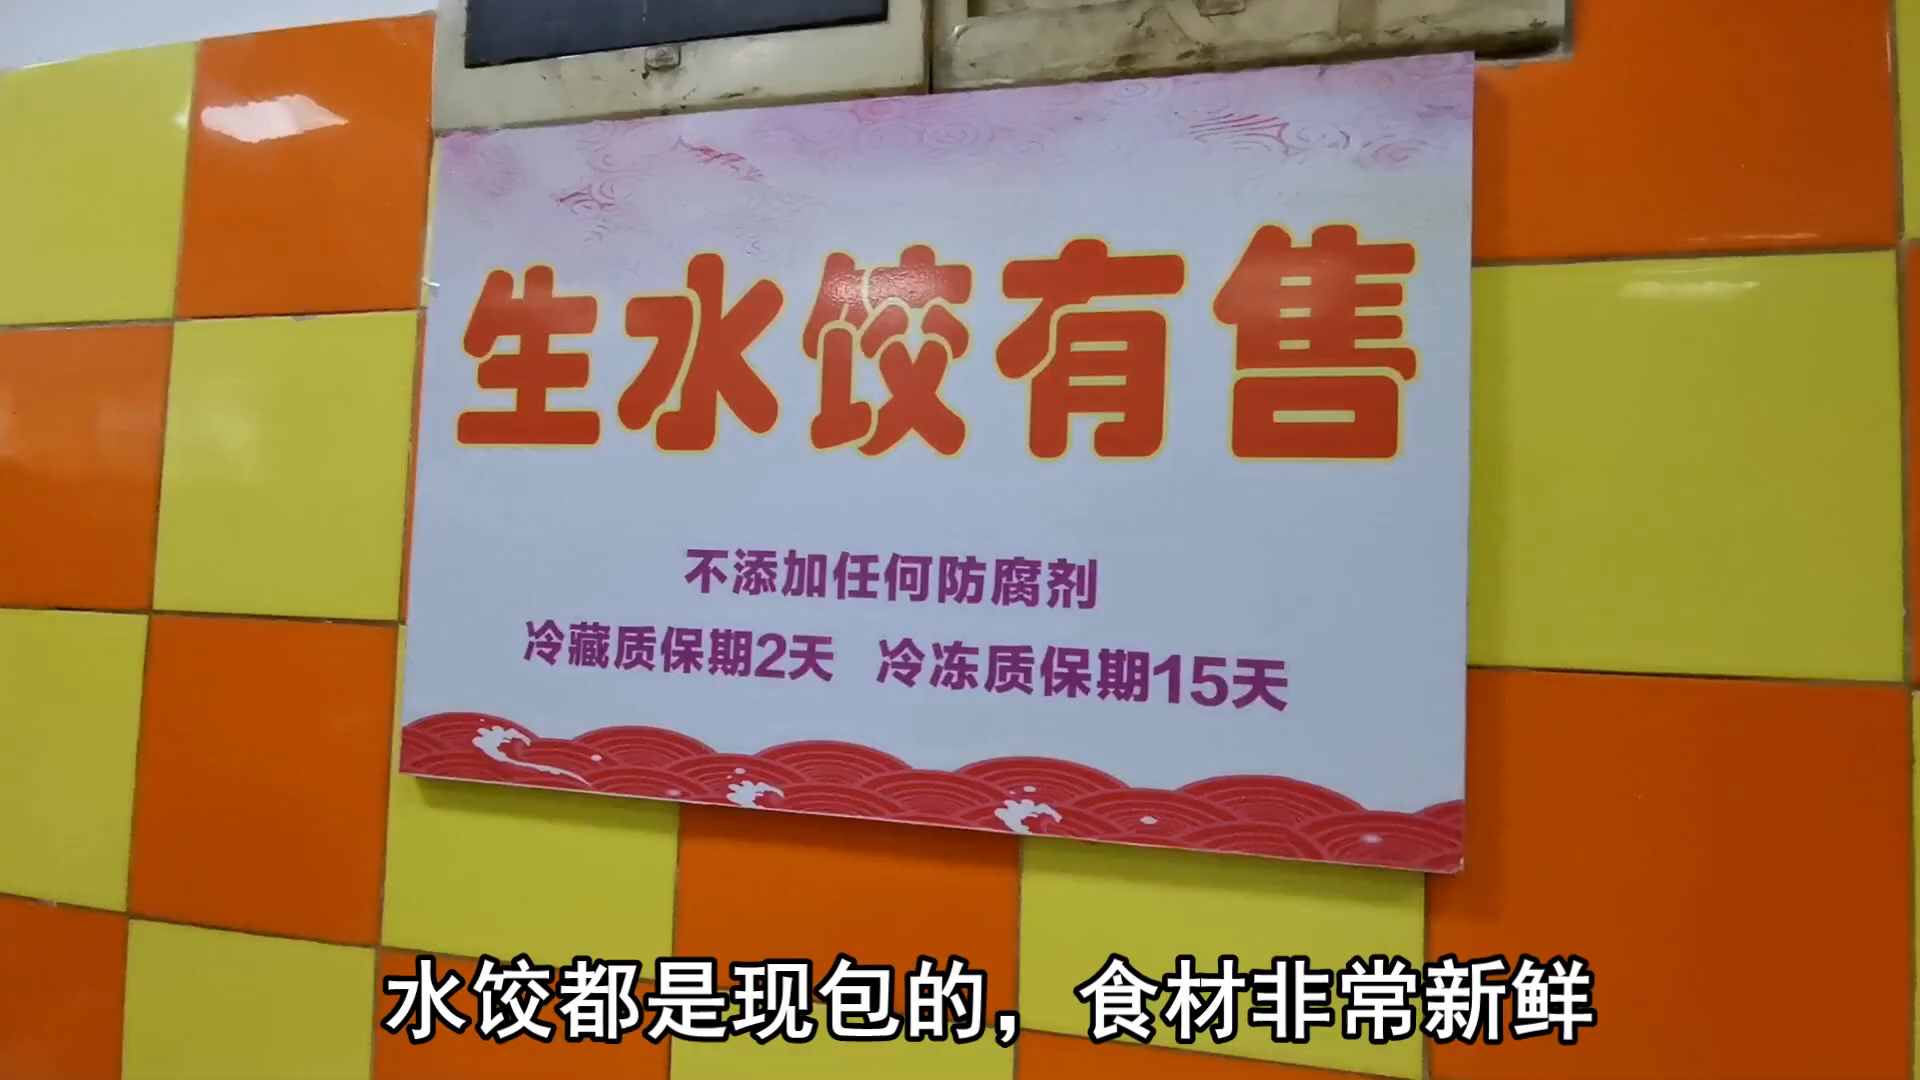 生水饺有售
不添加任何防腐剂
冷藏质保期2天 冷冻质保期15天
水饺都是现包的，食材非常新鲜